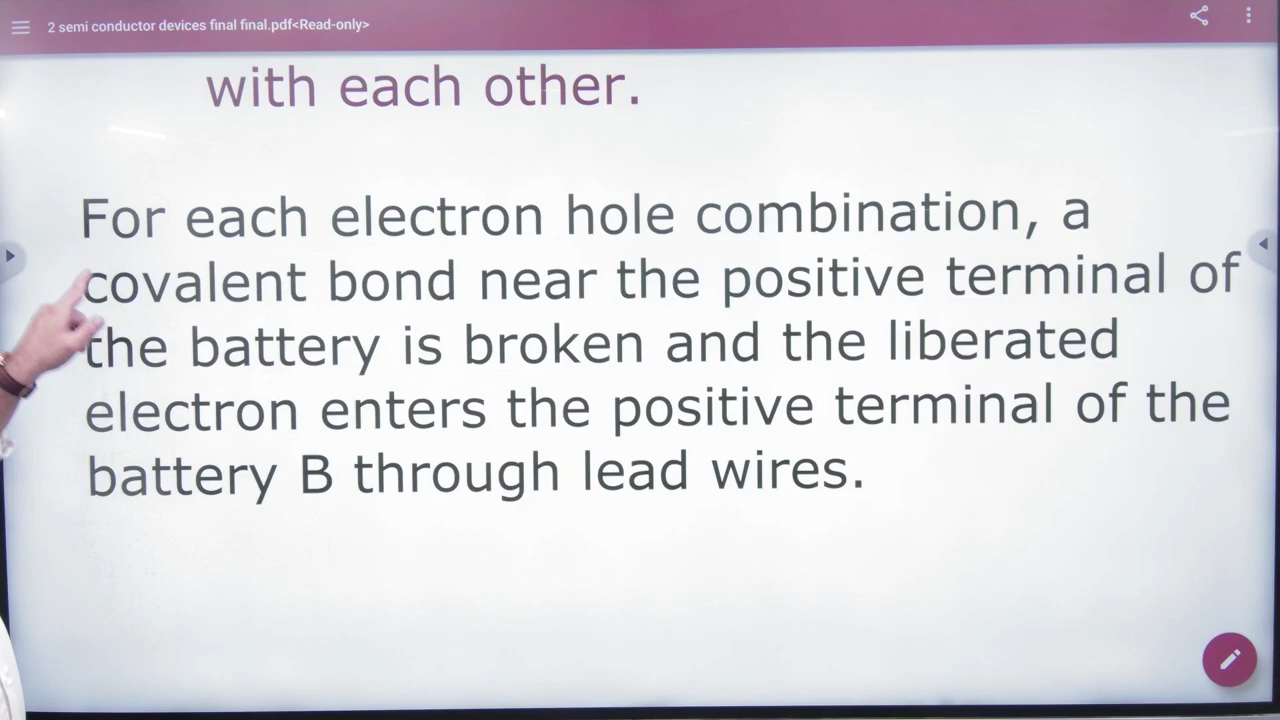 2 semi conductor devices final final.pdf<Read-only>
with each other.
For each electron hole combination, a
covalent bond near the positive terminal of
the battery is broken and the liberated
electron enters the positive terminal of the
battery B through lead wires.